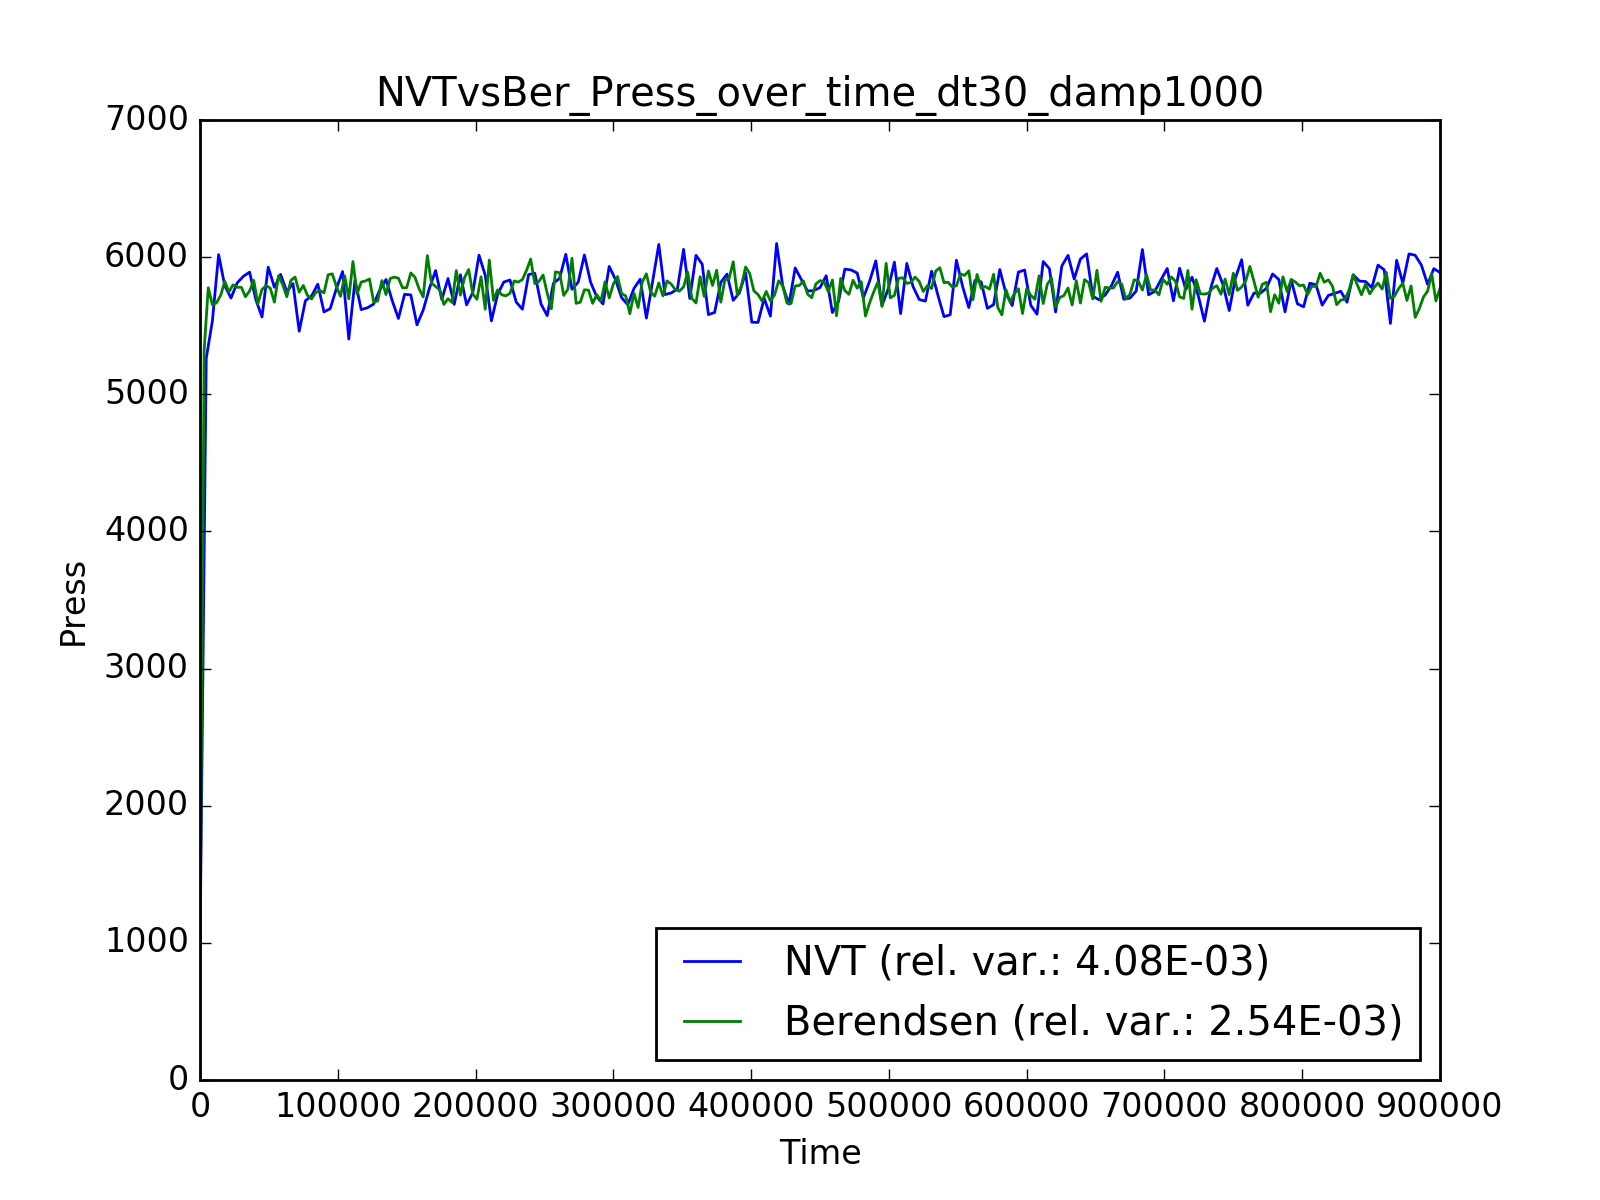 NVTvsBer_Press_over_time_dt30_damp1000
7000
6000
5000
4000
3000
2000
1000
0
Press
NVT (rel. var.: 4.08E-03)
Berendsen (rel. var.: 2.54E-03)
0 100000 200000 300000 400000 500000 600000 700000 800000 900000
Time